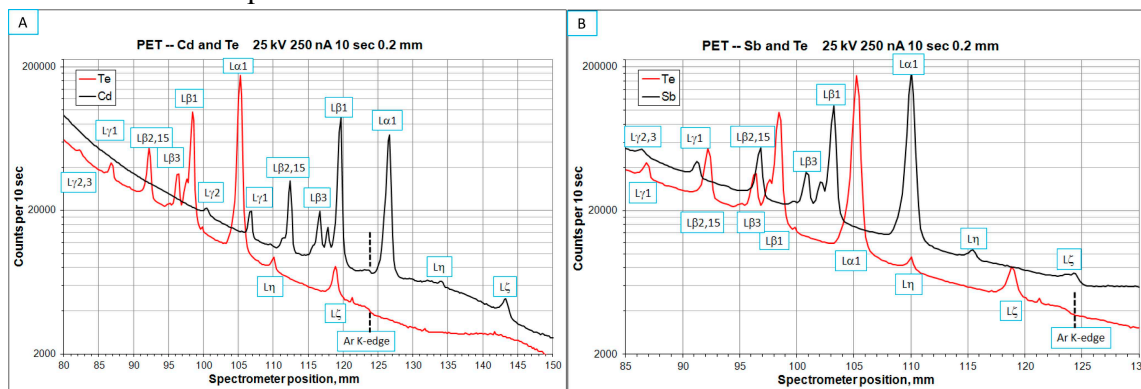 A
PET -- Cd and Te 25 kV 250 nA 10 sec 0.2 mm
200000
20000
2000
Counts per 10 sec
Te
Cd
Lα1
Lβ1
Lβ1
Lα1
Lγ1
Lβ2,15
Lβ3
Lγ2,3
Lγ2
Lγ1
Lβ2,15
Lβ3
Lη
Lη
Lζ
Lζ
Ar K-edge
80 85 90 95 100 105 110 115 120 125 130 135 140 145 150
Spectrometer position, mm
B
PET -- Sb and Te 25 kV 250 nA 10 sec 0.2 mm
200000
20000
2000
Counts per 10 sec
Te
Sb
Lα1
Lβ1
Lγ2,3
Lγ1
Lβ2,15
Lβ3
Lγ1
Lβ2,15
Lβ3
Lβ1
Lα1
Lη
Lη
Lζ
Lζ
Ar K-edge
85 90 95 100 105 110 115 120 125 130
Spectrometer position, mm